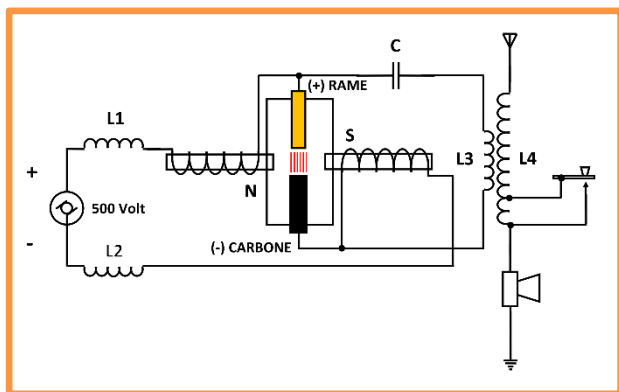 C
(+) RAME
L1
S
L3
L4
+
N
500 Volt
-
L2
(-) CARBONE